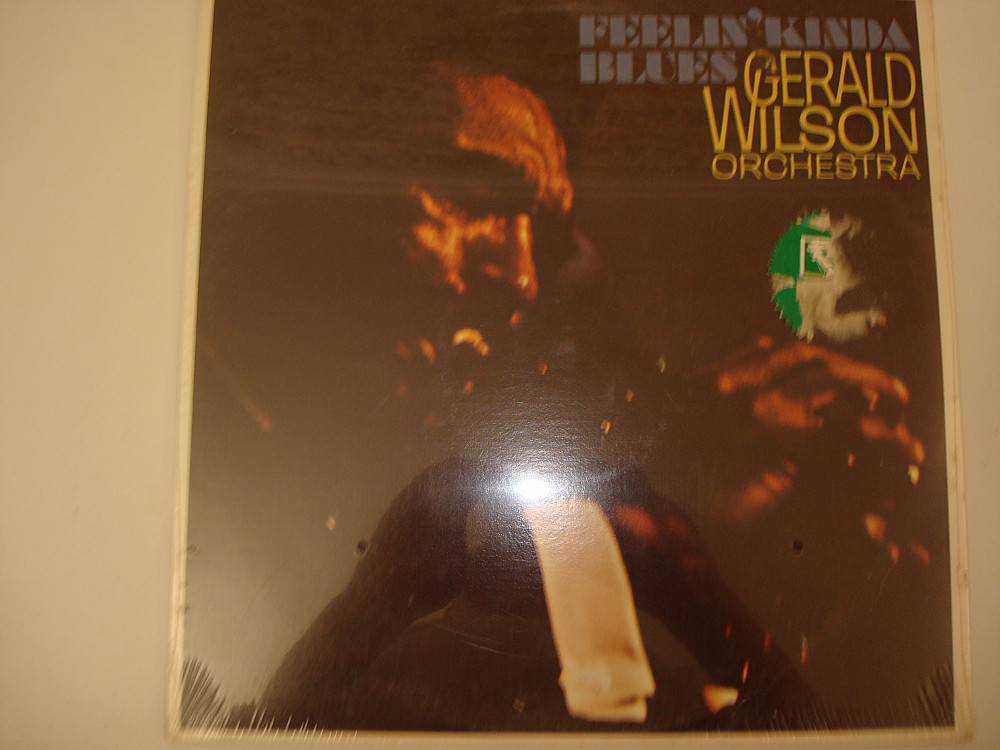 FEELIN' KINDA
BLUES
GERALD
WILSON
ORCHESTRA